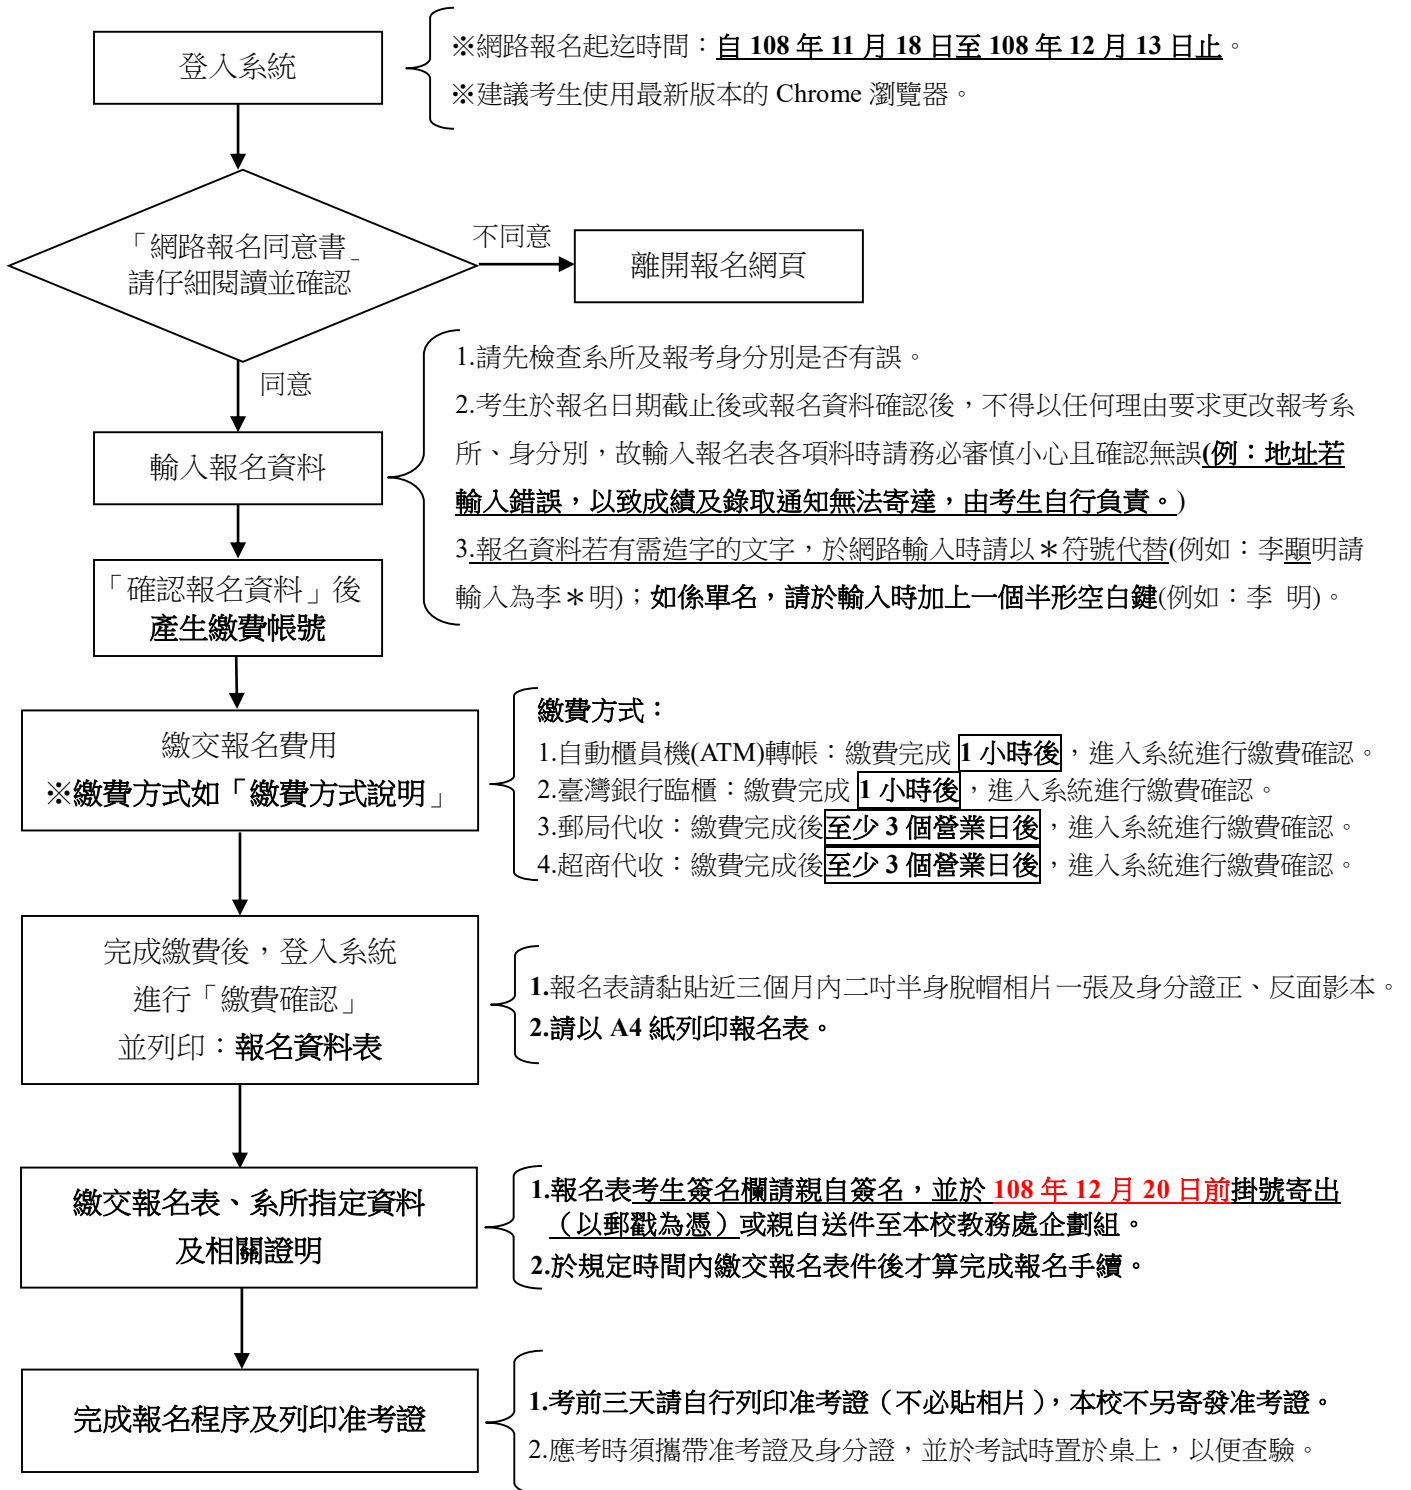 登入系統
※網路報名起迄時間：自 108 年 11 月 18 日至 108 年 12 月 13 日止。
※建議考生使用最新版本的 Chrome 瀏覽器。
「網路報名同意書」
請仔細閱讀並確認
不同意
離開報名網頁
同意
輸入報名資料
1.請先檢查系所及報考身分別是否有誤。
2.考生於報名日期截止後或報名資料確認後，不得以任何理由要求更改報考系
所、身分別，故輸入報名表各項料時請務必審慎小心且確認無誤(例：地址若
輸入錯誤，以致成績及錄取通知無法寄達，由考生自行負責。)
3.報名資料若有需造字的文字，於網路輸入時請以＊符號代替(例如：李顯明請
輸入為李＊明)；如係單名，請於輸入時加上一個半形空白鍵(例如：李 明)。
「確認報名資料」後
產生繳費帳號
繳交報名費用
※繳費方式如「繳費方式說明」
繳費方式：
1.自動櫃員機(ATM)轉帳：繳費完成 1 小時後，進入系統進行繳費確認。
2.臺灣銀行臨櫃：繳費完成 1 小時後，進入系統進行繳費確認。
3.郵局代收：繳費完成後至少 3 個營業日後，進入系統進行繳費確認。
4.超商代收：繳費完成後至少 3 個營業日後，進入系統進行繳費確認。
完成繳費後，登入系統
進行「繳費確認」
並列印：報名資料表
1.報名表請黏貼近三個月內二吋半身脫帽相片一張及身分證正、反面影本。
2.請以 A4 紙列印報名表。
繳交報名表、系所指定資料
及相關證明
1.報名表考生簽名欄請親自簽名，並於 108 年 12 月 20 日前掛號寄出
（以郵戳為憑）或親自送件至本校教務處企劃組。
2.於規定時間內繳交報名表件後才算完成報名手續。
完成報名程序及列印准考證
1.考前三天請自行列印准考證（不必貼相片），本校不另寄發准考證。
2.應考時須攜帶准考證及身分證，並於考試時置於桌上，以便查驗。